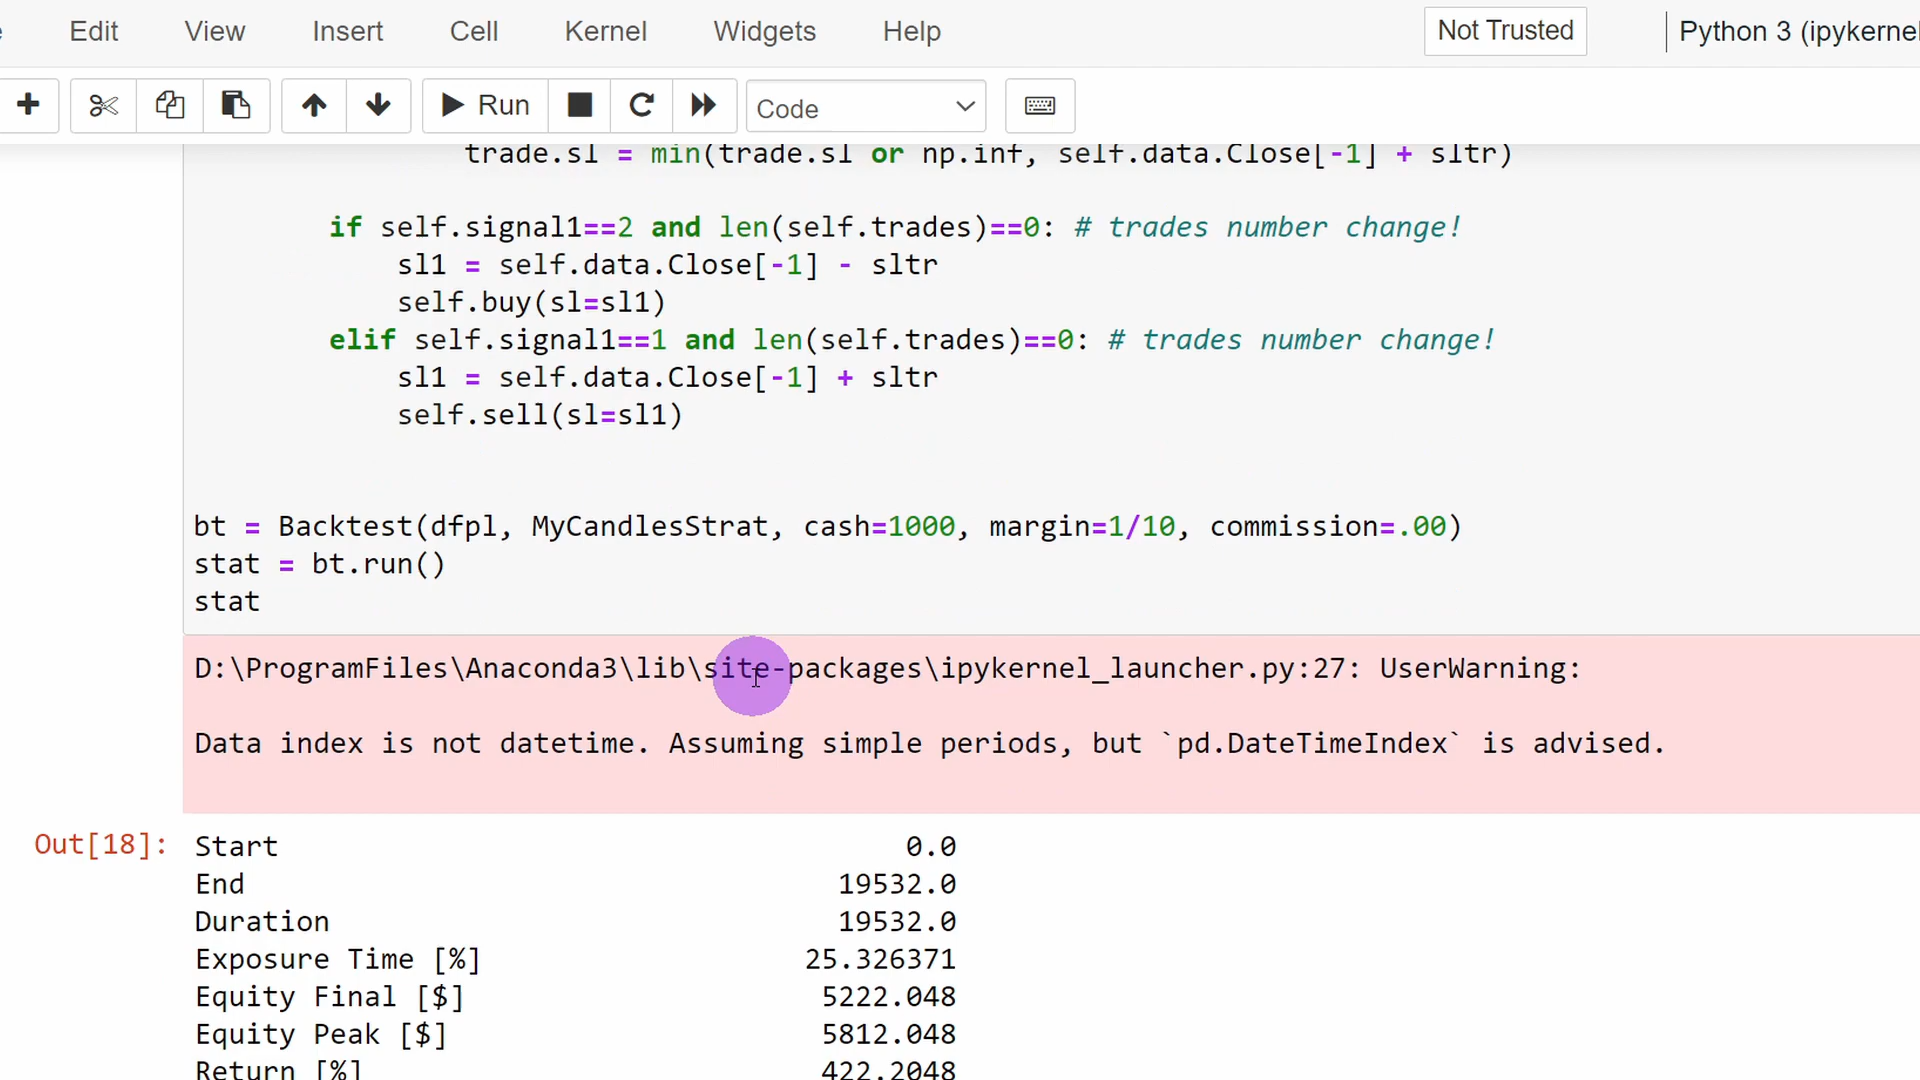 Edit View Insert Cell Kernel Widgets Help Not Trusted Python 3 (ipykerne
Run Code
trade.sl = min(trade.sl or np.inf, self.data.Close[-1] + sltr)
if self.signal1==2 and len(self.trades)==0: # trades number change!
sl1 = self.data.Close[-1] - sltr
self.buy(sl=sl1)
elif self.signal1==1 and len(self.trades)==0: # trades number change!
sl1 = self.data.Close[-1] + sltr
self.sell(sl=sl1)
bt = Backtest(dfpl, MyCandlesStrat, cash=1000, margin=1/10, commission=.00)
stat = bt.run()
stat
D:\ProgramFiles\Anaconda3\lib\site-packages\ipykernel_launcher.py:27: UserWarning:
Data index is not datetime. Assuming simple periods, but `pd.DateTimeIndex` is advised.
Out[18]: Start 0.0
End 19532.0
Duration 19532.0
Exposure Time [%] 25.326371
Equity Final [$] 5222.048
Equity Peak [$] 5812.048
Return [%] 422.2048